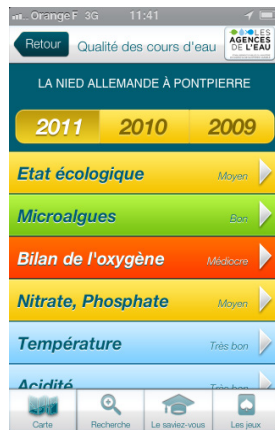 Orange F 3G 11:41
Retour
Qualité des cours d'eau
LES
AGENCES
DE L'EAU
LA NIED ALLEMANDE À PONTPIERRE
2011 2010 2009
Etat écologique Moyen
Microalgues Bon
Bilan de l'oxygène Médiocre
Nitrate, Phosphate Moyen
Température Très bon
Acidité Très bon
Carte Recherche Le saviez-vous Les jeux